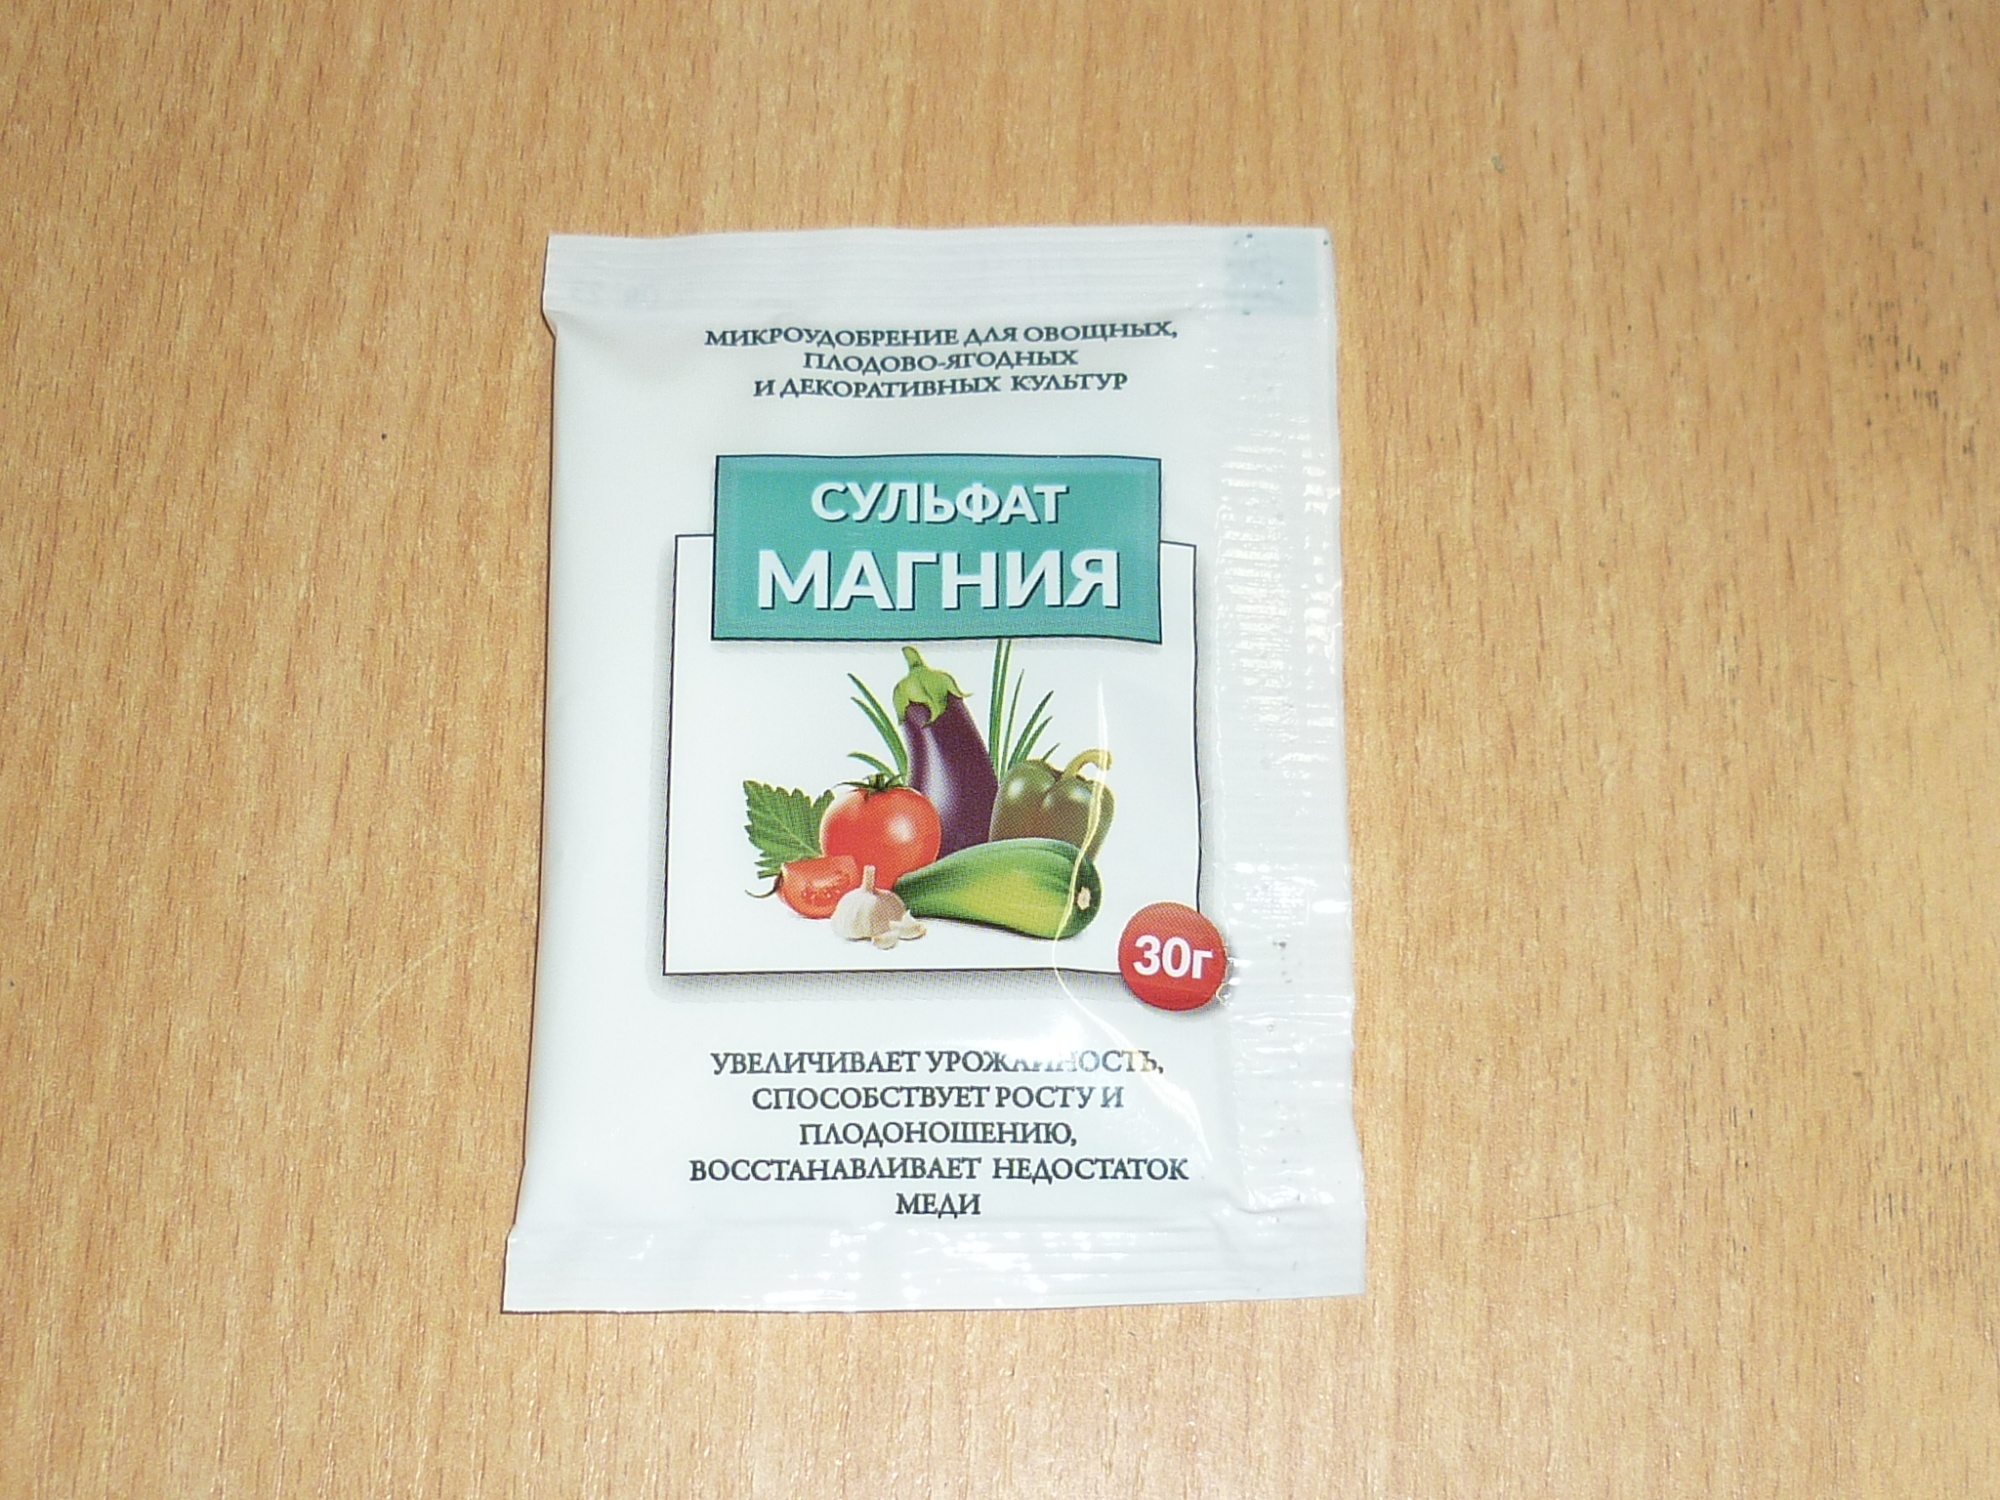 МИКРОУДОБРЕНИЕ ДЛЯ ОВОЩНЫХ,
ПЛОДОВО-ЯГОДНЫХ
И ДЕКОРАТИВНЫХ КУЛЬТУР
СУЛЬФАТ
МАГНИЯ
30г
УВЕЛИЧИВАЕТ УРОЖАЙНОСТЬ,
СПОСОБСТВУЕТ РОСТУ И
ПЛОДОНОШЕНИЮ,
ВОССТАНАВЛИВАЕТ НЕДОСТАТОК
МЕДИ